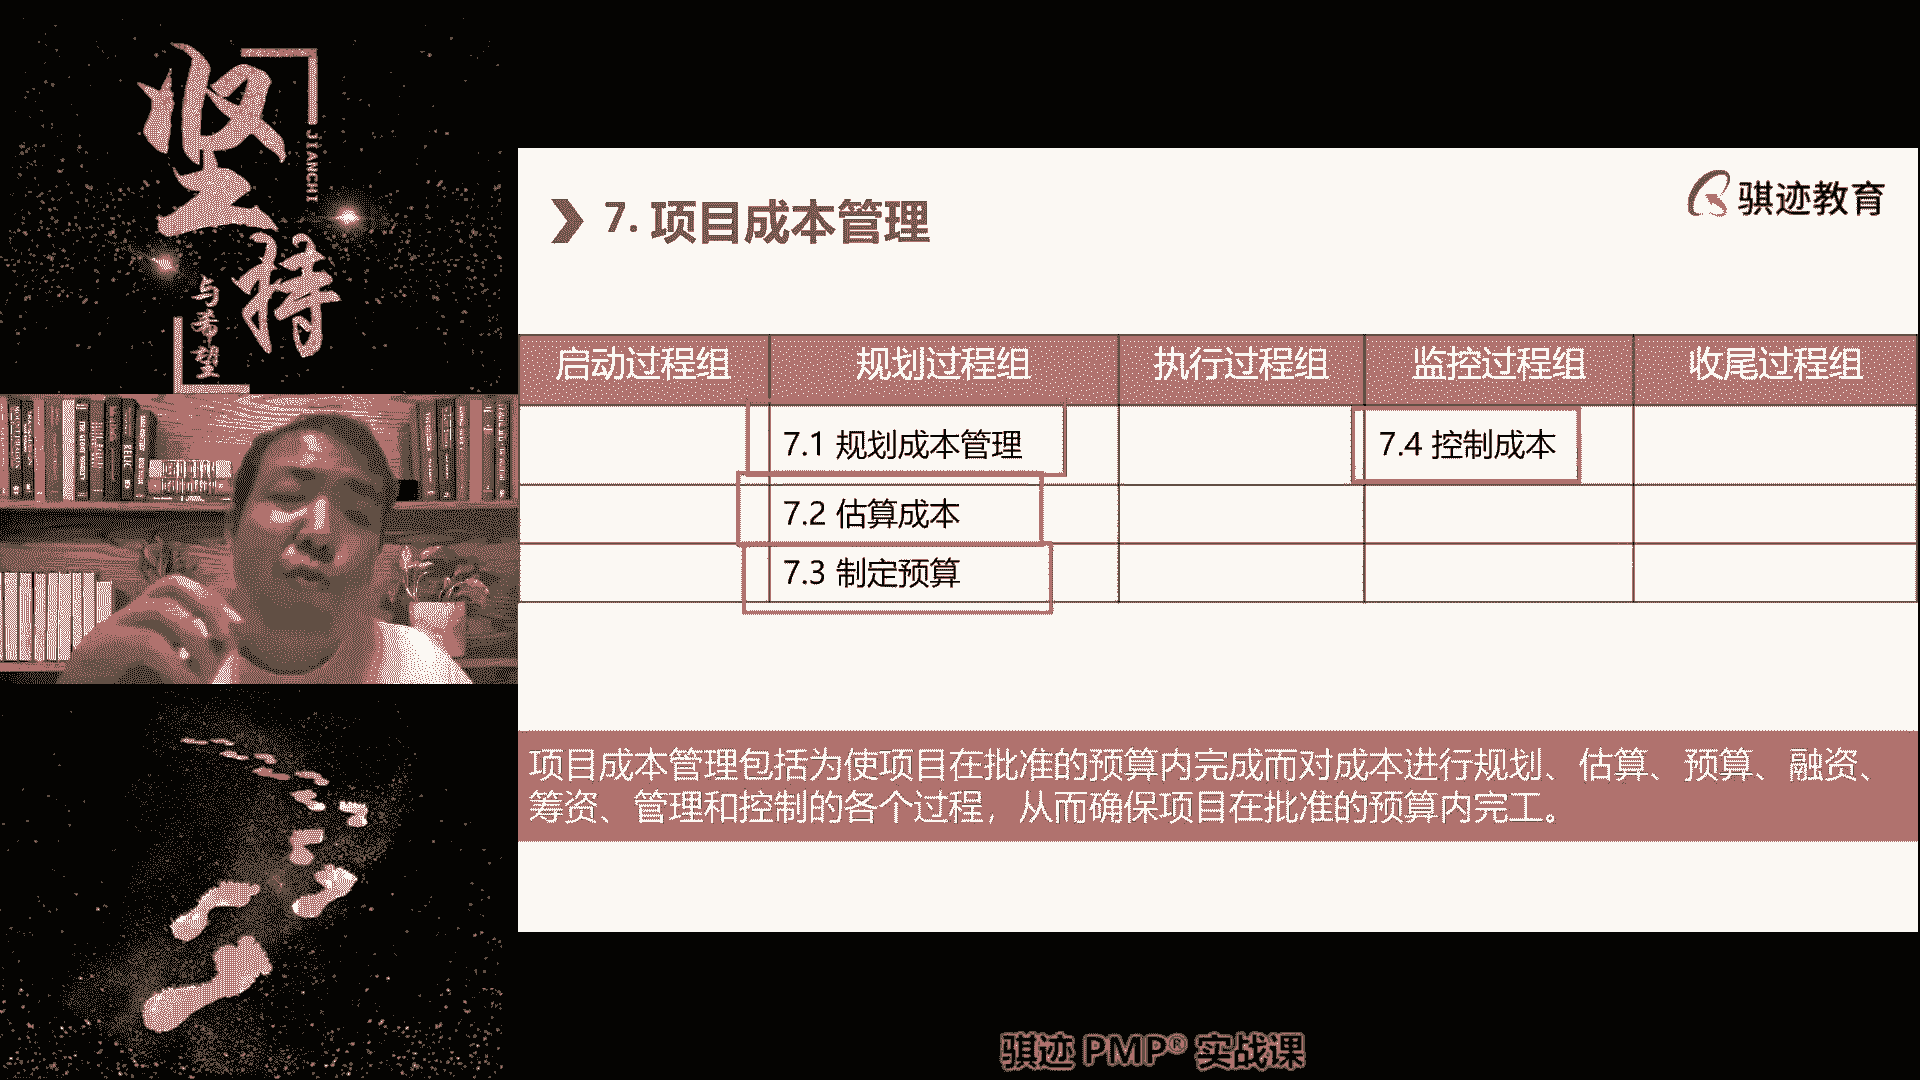 坚持
JIANCHI
与希望
骐迹教育
7. 项目成本管理
启动过程组 规划过程组 执行过程组 监控过程组 收尾过程组
7.1 规划成本管理 7.4 控制成本
7.2 估算成本
7.3 制定预算
项目成本管理包括为使项目在批准的预算内完成而对成本进行规划、估算、预算、融资、
筹资、管理和控制的各个过程，从而确保项目在批准的预算内完工。
骐迹 PMP® 实战课